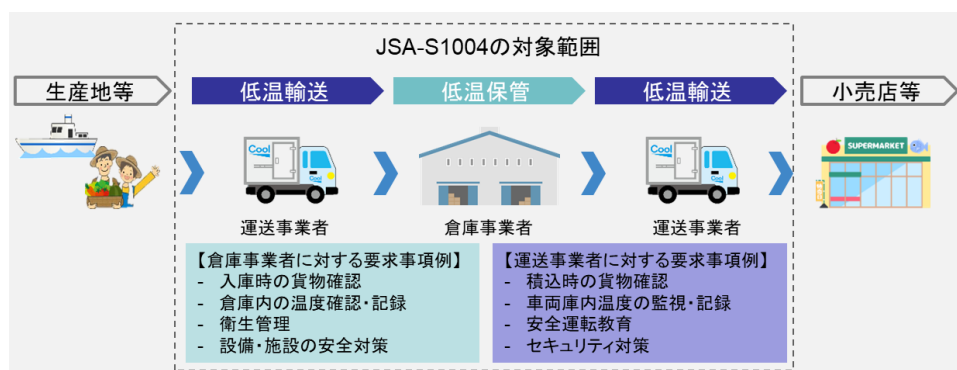 JSA-S1004の対象範囲
生産地等
低温輸送
低温保管
低温輸送
小売店等
Cool
Cool
Cool
Cool
SUPERMARKET
運送事業者
倉庫事業者
運送事業者
【倉庫事業者に対する要求事項例】
- 入庫時の貨物確認
- 倉庫内の温度確認・記録
- 衛生管理
- 設備・施設の安全対策
【運送事業者に対する要求事項例】
- 積込時の貨物確認
- 車両庫内温度の監視・記録
- 安全運転教育
- セキュリティ対策